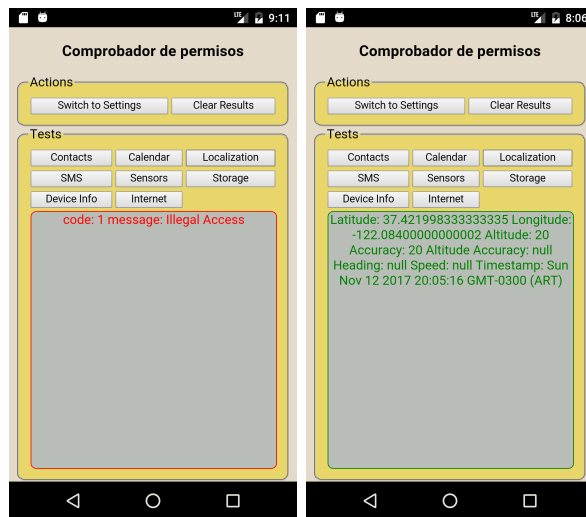 LTE 9:11
Comprobador de permisos
Actions
Switch to Settings Clear Results
Tests
Contacts Calendar Localization
SMS Sensors Storage
Device Info Internet
code: 1 message: Illegal Access
LTE 8:06
Comprobador de permisos
Actions
Switch to Settings Clear Results
Tests
Contacts Calendar Localization
SMS Sensors Storage
Device Info Internet
Latitude: 37.421998333333335 Longitude:
-122.08400000000002 Altitude: 20
Accuracy: 20 Altitude Accuracy: null
Heading: null Speed: null Timestamp: Sun
Nov 12 2017 20:05:16 GMT-0300 (ART)